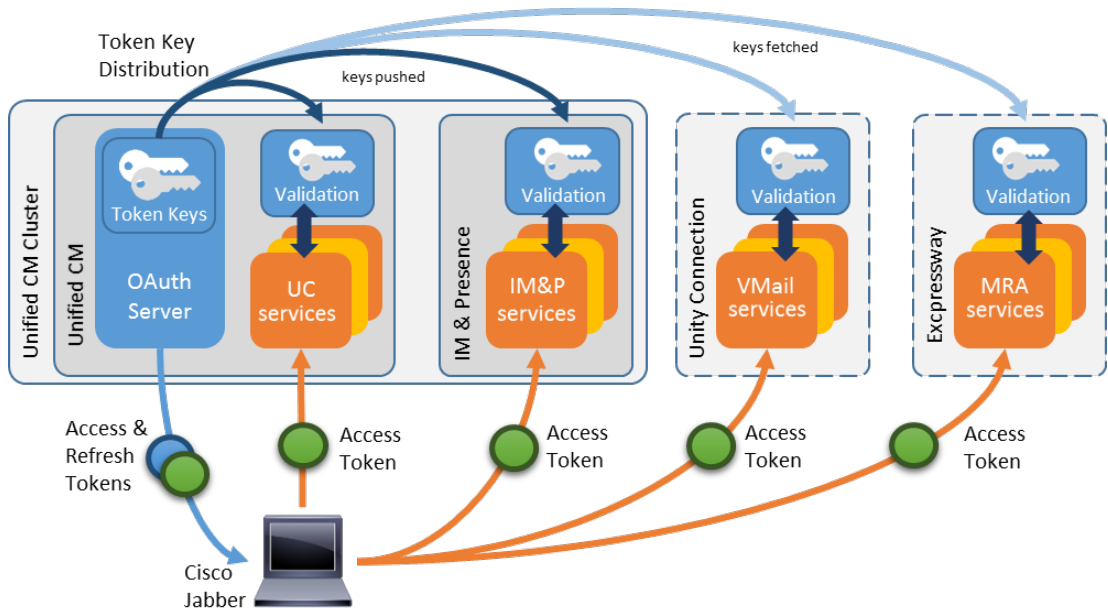 Token Key
Distribution
keys pushed
keys fetched
Unified CM Cluster
Unified CM
Token Keys
OAuth
Server
Validation
UC
services
IM & Presence
Validation
IM&P
services
Unity Connection
Validation
VMail
services
Excpressway
Validation
MRA
services
Access &
Refresh
Tokens
Access
Token
Access
Token
Access
Token
Access
Token
Cisco
Jabber